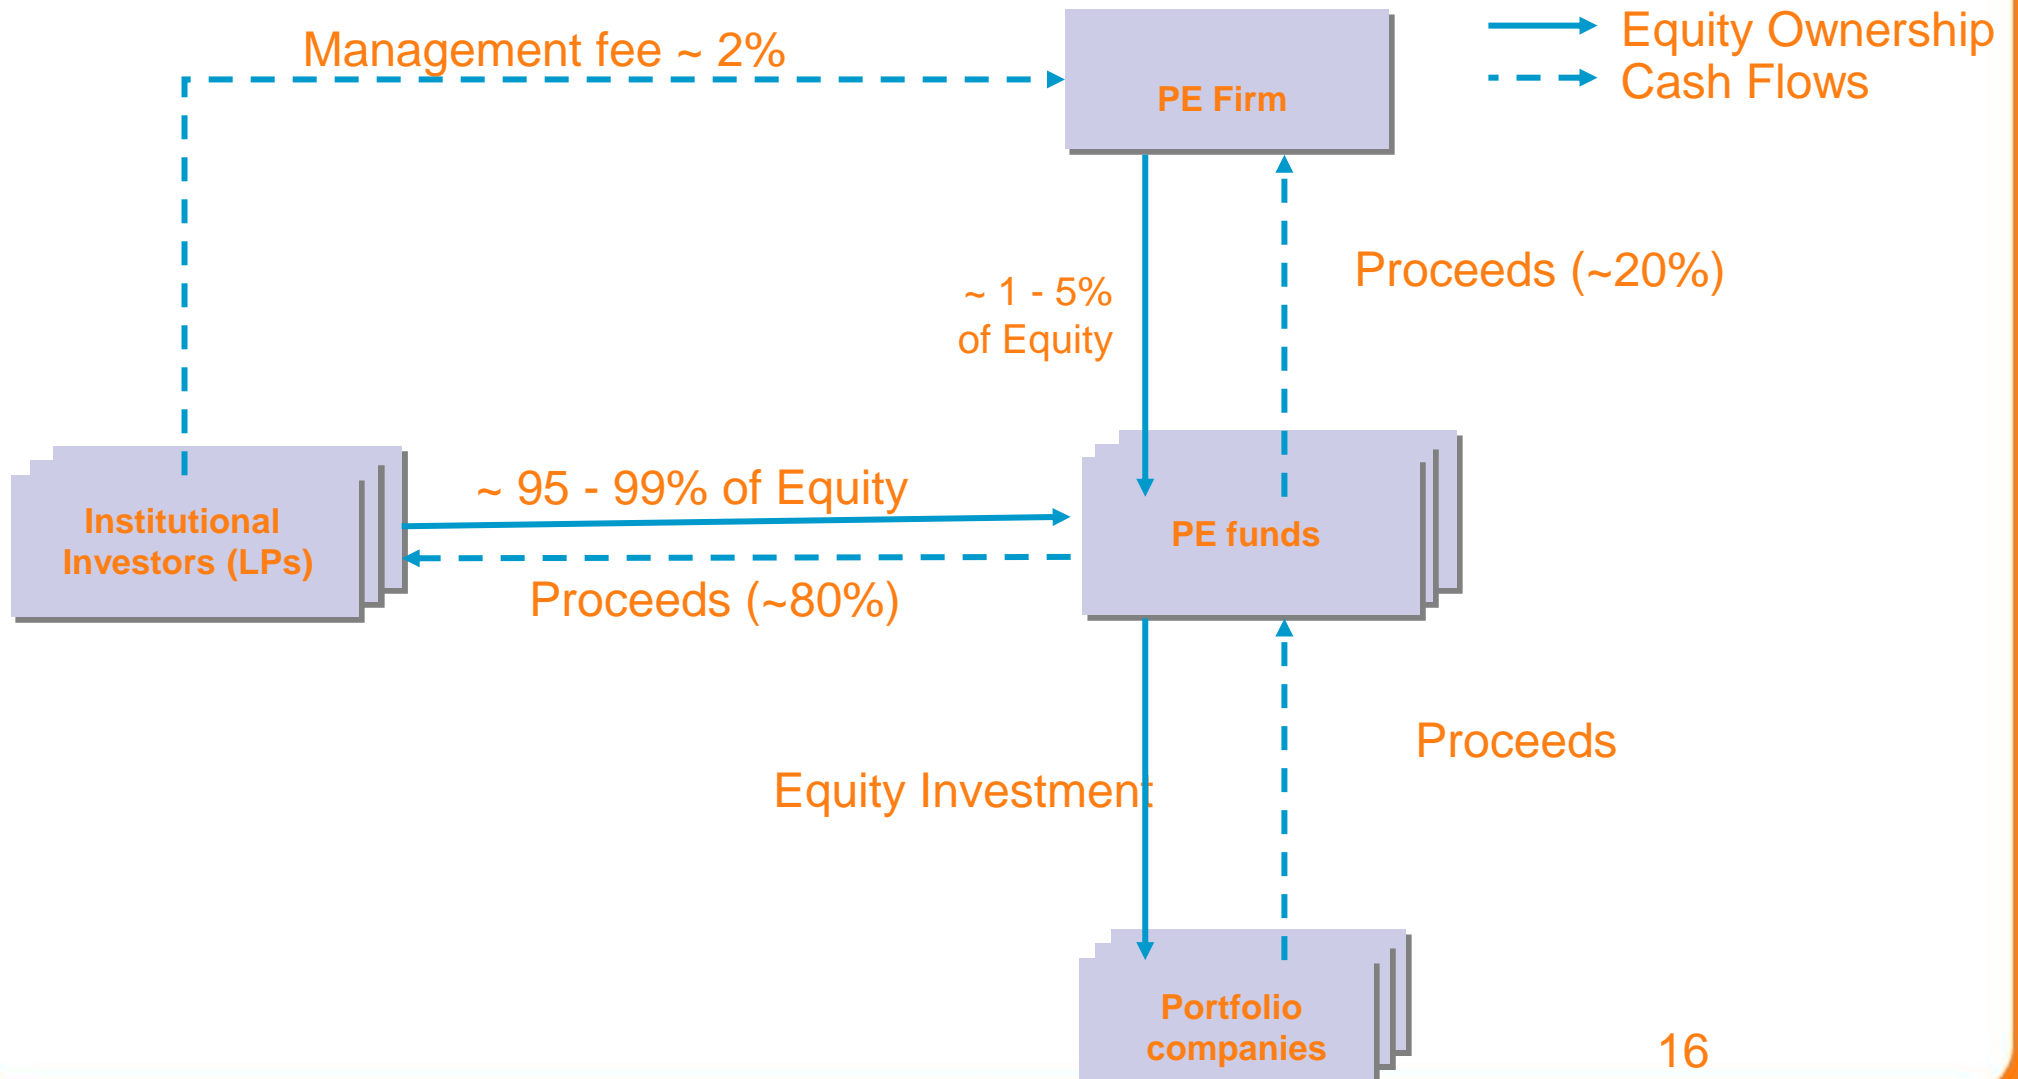 Management fee ~ 2%
PE Firm
Equity Ownership
Cash Flows
~ 1 - 5%
of Equity
Proceeds (~20%)
Institutional
Investors (LPs)
~ 95 - 99% of Equity
Proceeds (~80%)
PE funds
Equity Investment
Proceeds
Portfolio
companies
16